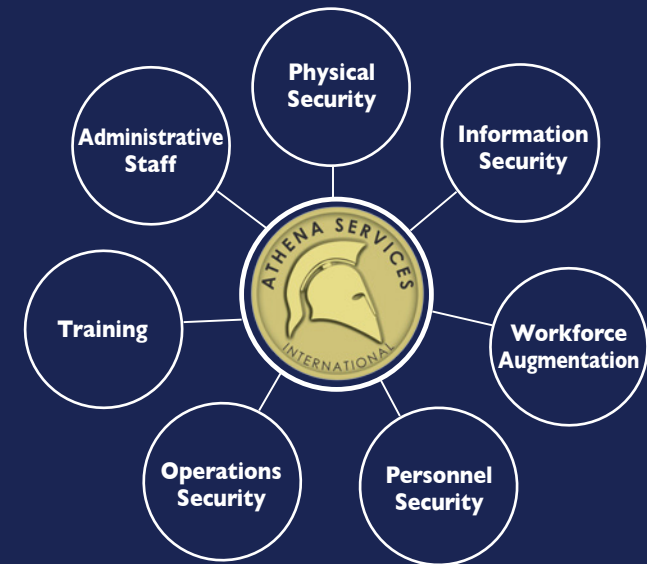 Physical
Security
Information
Security
Workforce
Augmentation
Personnel
Security
Operations
Security
Training
Administrative
Staff
ATHENA SERVICES
INTERNATIONAL